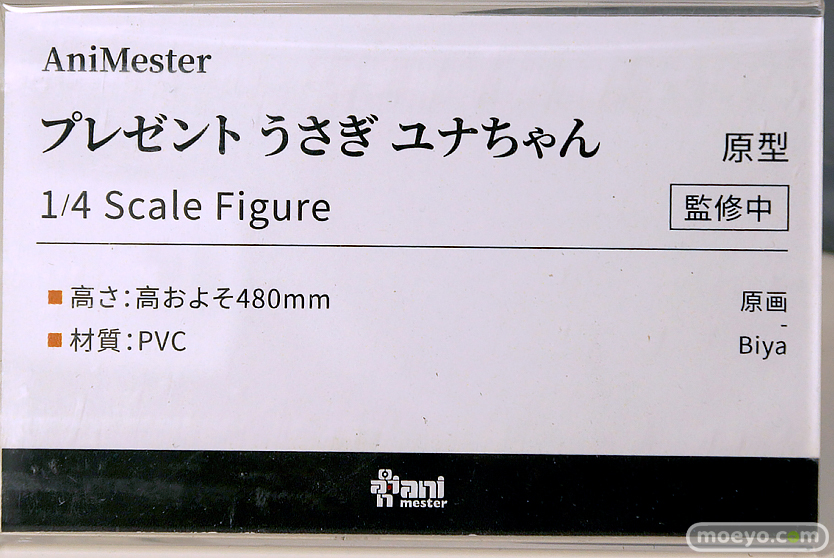 AniMester
プレゼント うさぎ ユナちゃん
原型
1/4 Scale Figure
監修中
■ 高さ：高およそ480mm
■ 材質：PVC
原画
-
Biya
ani
mester
moeyo.com